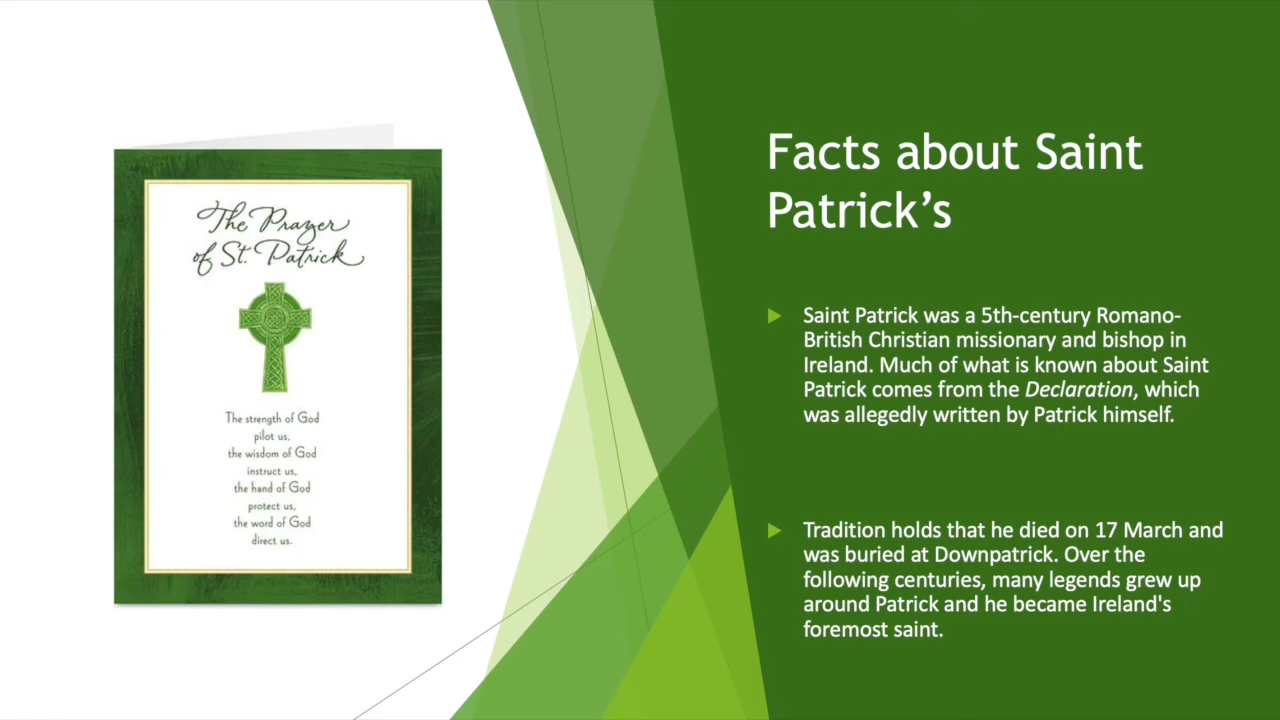 The Prayer
of St. Patrick
The strength of God
pilot us,
the wisdom of God
instruct us,
the hand of God
protect us,
the word of God
direct us.
Facts about Saint
Patrick’s
Saint Patrick was a 5th-century Romano-
British Christian missionary and bishop in
Ireland. Much of what is known about Saint
Patrick comes from the Declaration, which
was allegedly written by Patrick himself.
Tradition holds that he died on 17 March and
was buried at Downpatrick. Over the
following centuries, many legends grew up
around Patrick and he became Ireland's
foremost saint.